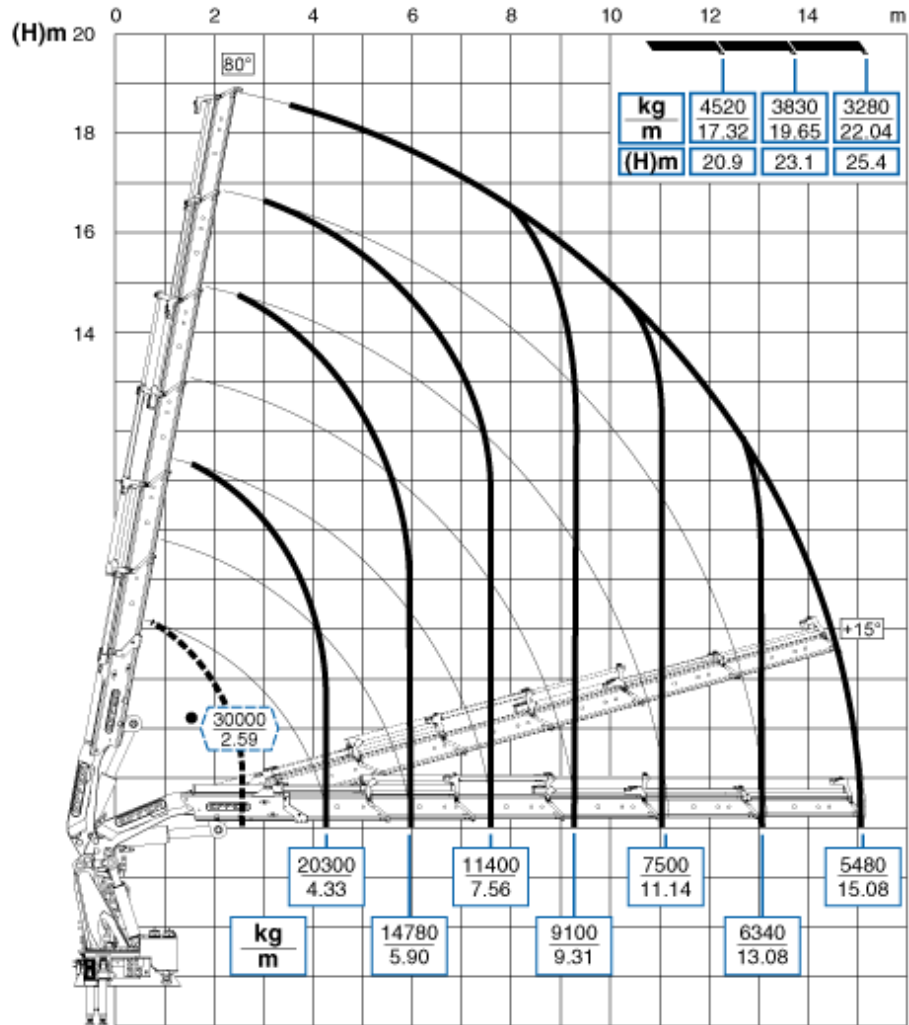 0 2 4 6 8 10 12 14 m
(H)m 20
80°
kg 4520 3830 3280
m 17.32 19.65 22.04
(H)m 20.9 23.1 25.4
18
16
14
+15°
30000
2.59
20300 11400 7500 5480
4.33 7.56 11.14 15.08
kg 14780 9100 6340
m 5.90 9.31 13.08